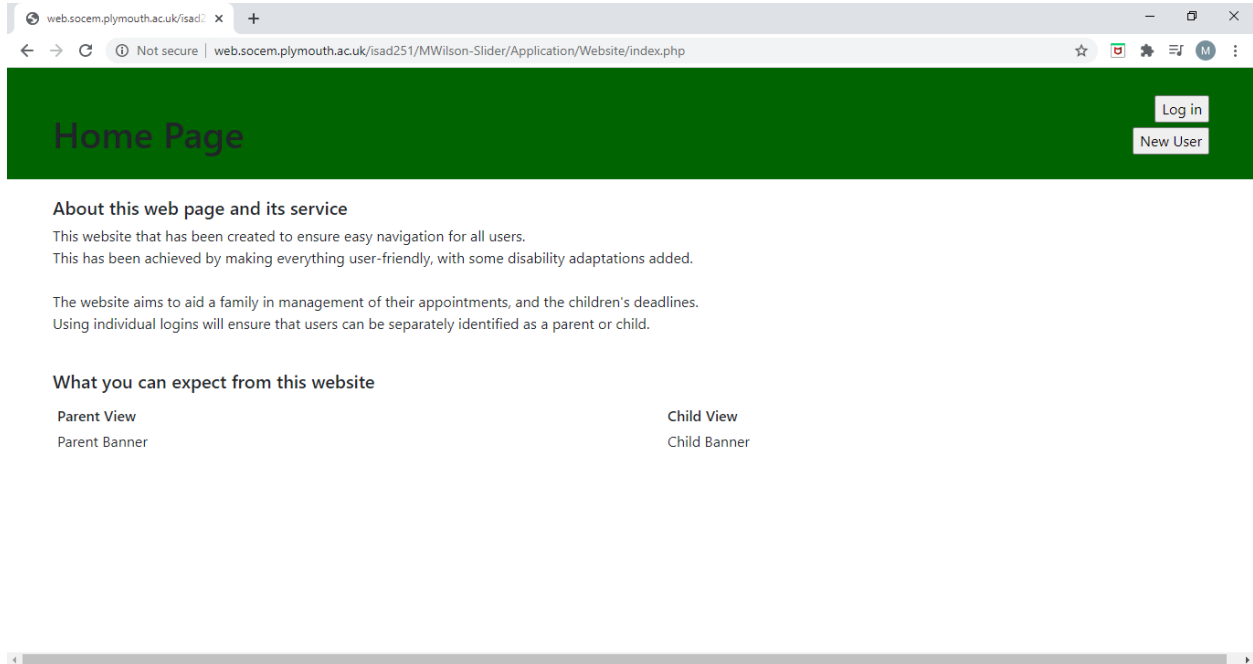 web.socem.plymouth.ac.uk/isad2
Not secure | web.socem.plymouth.ac.uk/isad251/MWilson-Slider/Application/Website/index.php
M
Log in
Home Page
New User
About this web page and its service
This website that has been created to ensure easy navigation for all users.
This has been achieved by making everything user-friendly, with some disability adaptations added.
The website aims to aid a family in management of their appointments, and the children's deadlines.
Using individual logins will ensure that users can be separately identified as a parent or child.
What you can expect from this website
Parent View Child View
Parent Banner Child Banner